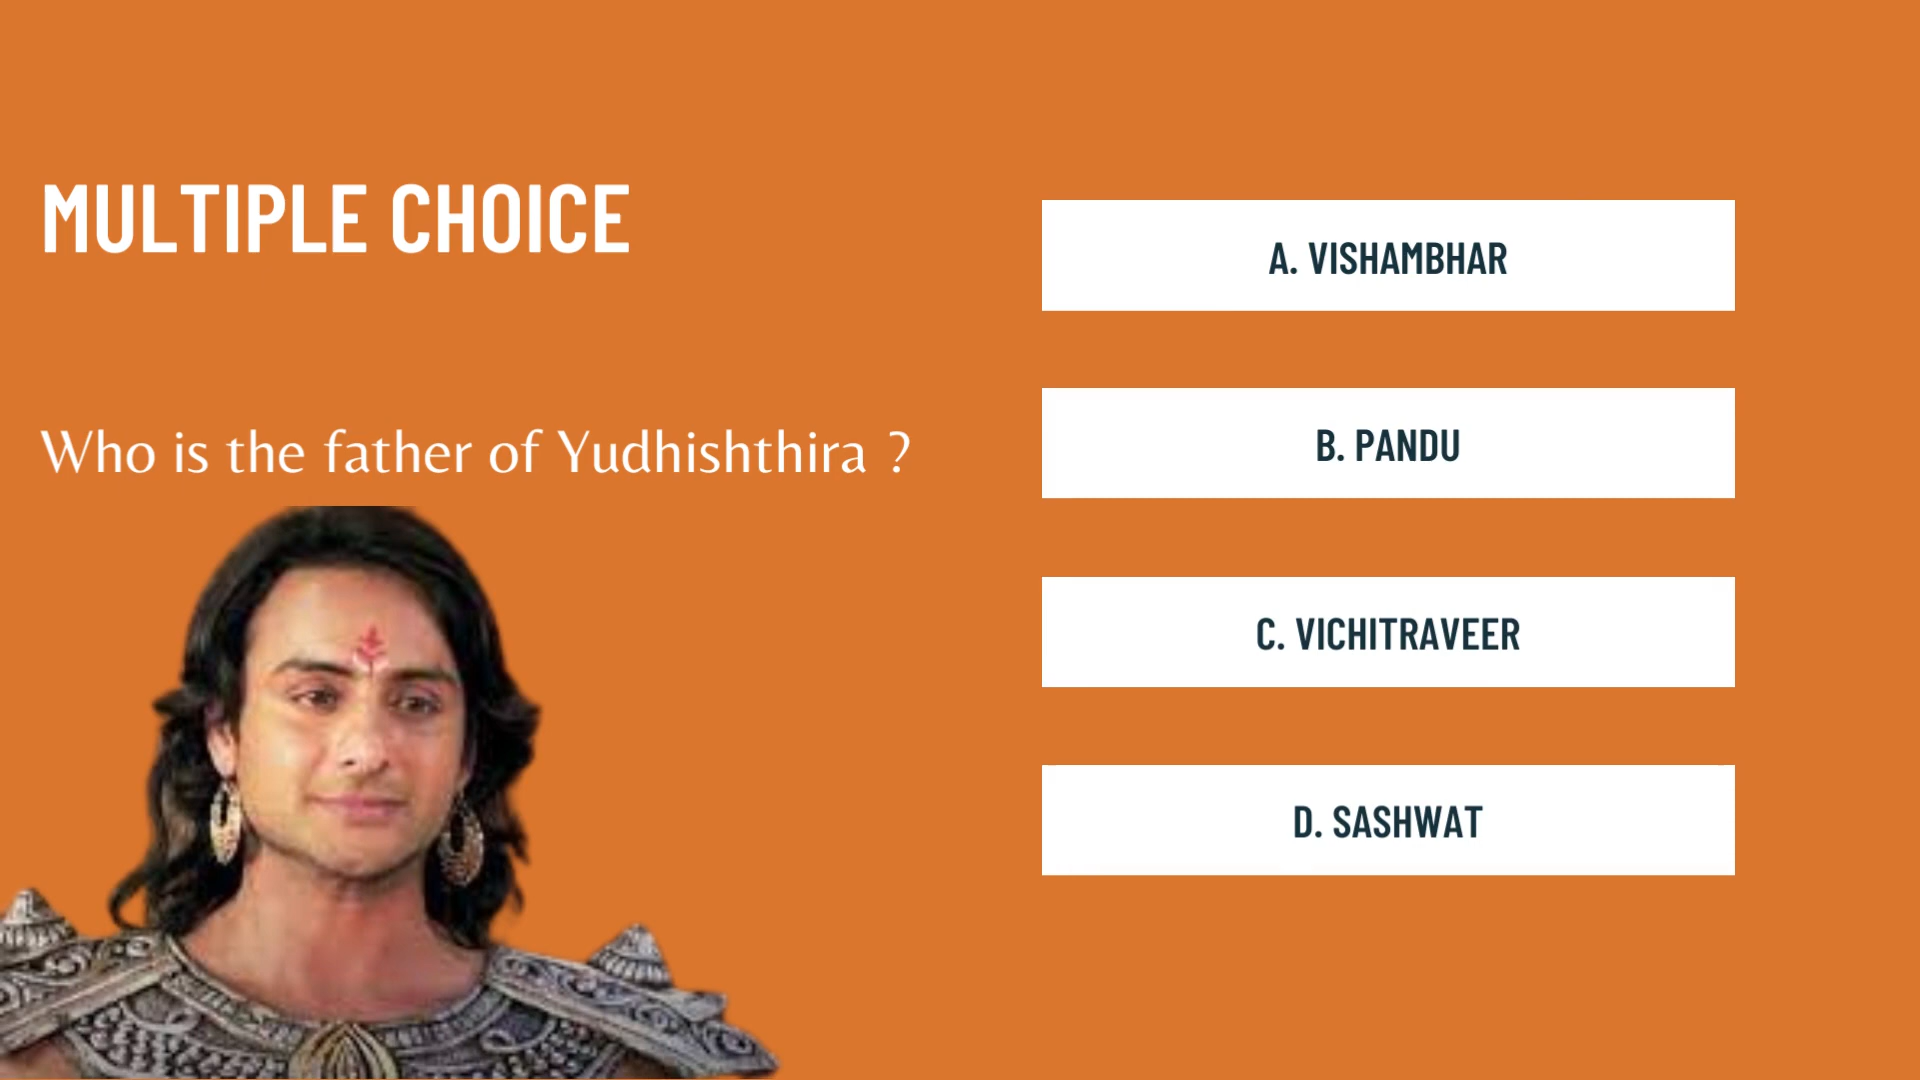 MULTIPLE CHOICE
Who is the father of Yudhishthira ?
A. VISHAMBHAR
B. PANDU
C. VICHITRAVEER
D. SASHWAT